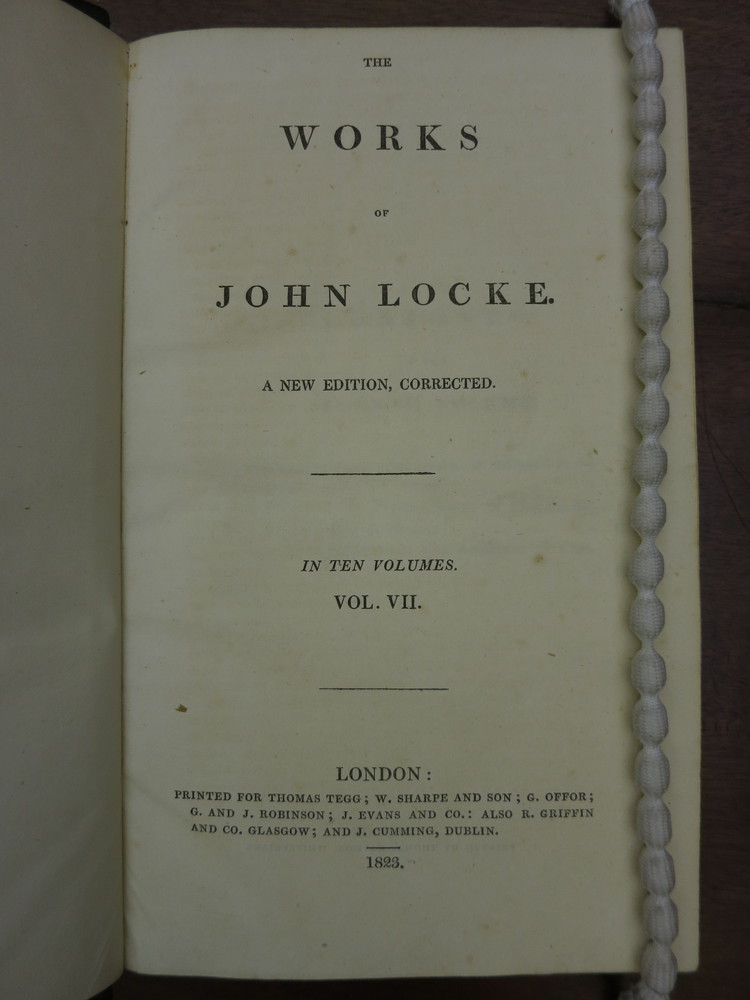 THE
WORKS
OF
JOHN LOCKE.
A NEW EDITION, CORRECTED.
IN TEN VOLUMES.
VOL. VII.
LONDON:
PRINTED FOR THOMAS TEGG; W. SHARPE AND SON; G. OFFOR;
G. AND J. ROBINSON; J. EVANS AND CO.: ALSO R. GRIFFIN
AND CO. GLASGOW; AND J. CUMMING, DUBLIN.
1823.